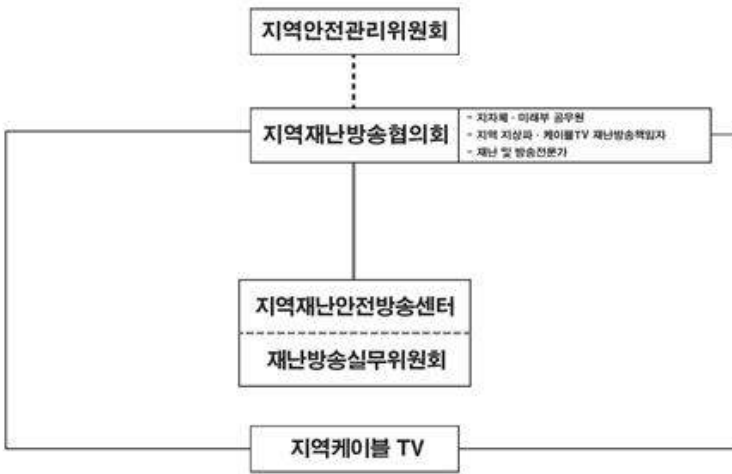 지역안전관리위원회
지역재난방송협의회
- 지자체 · 미래부 공무원
- 지역 지상파 · 케이블TV 재난방송책임자
- 재난 및 방송전문가
지역재난안전방송센터
재난방송실무위원회
지역케이블 TV